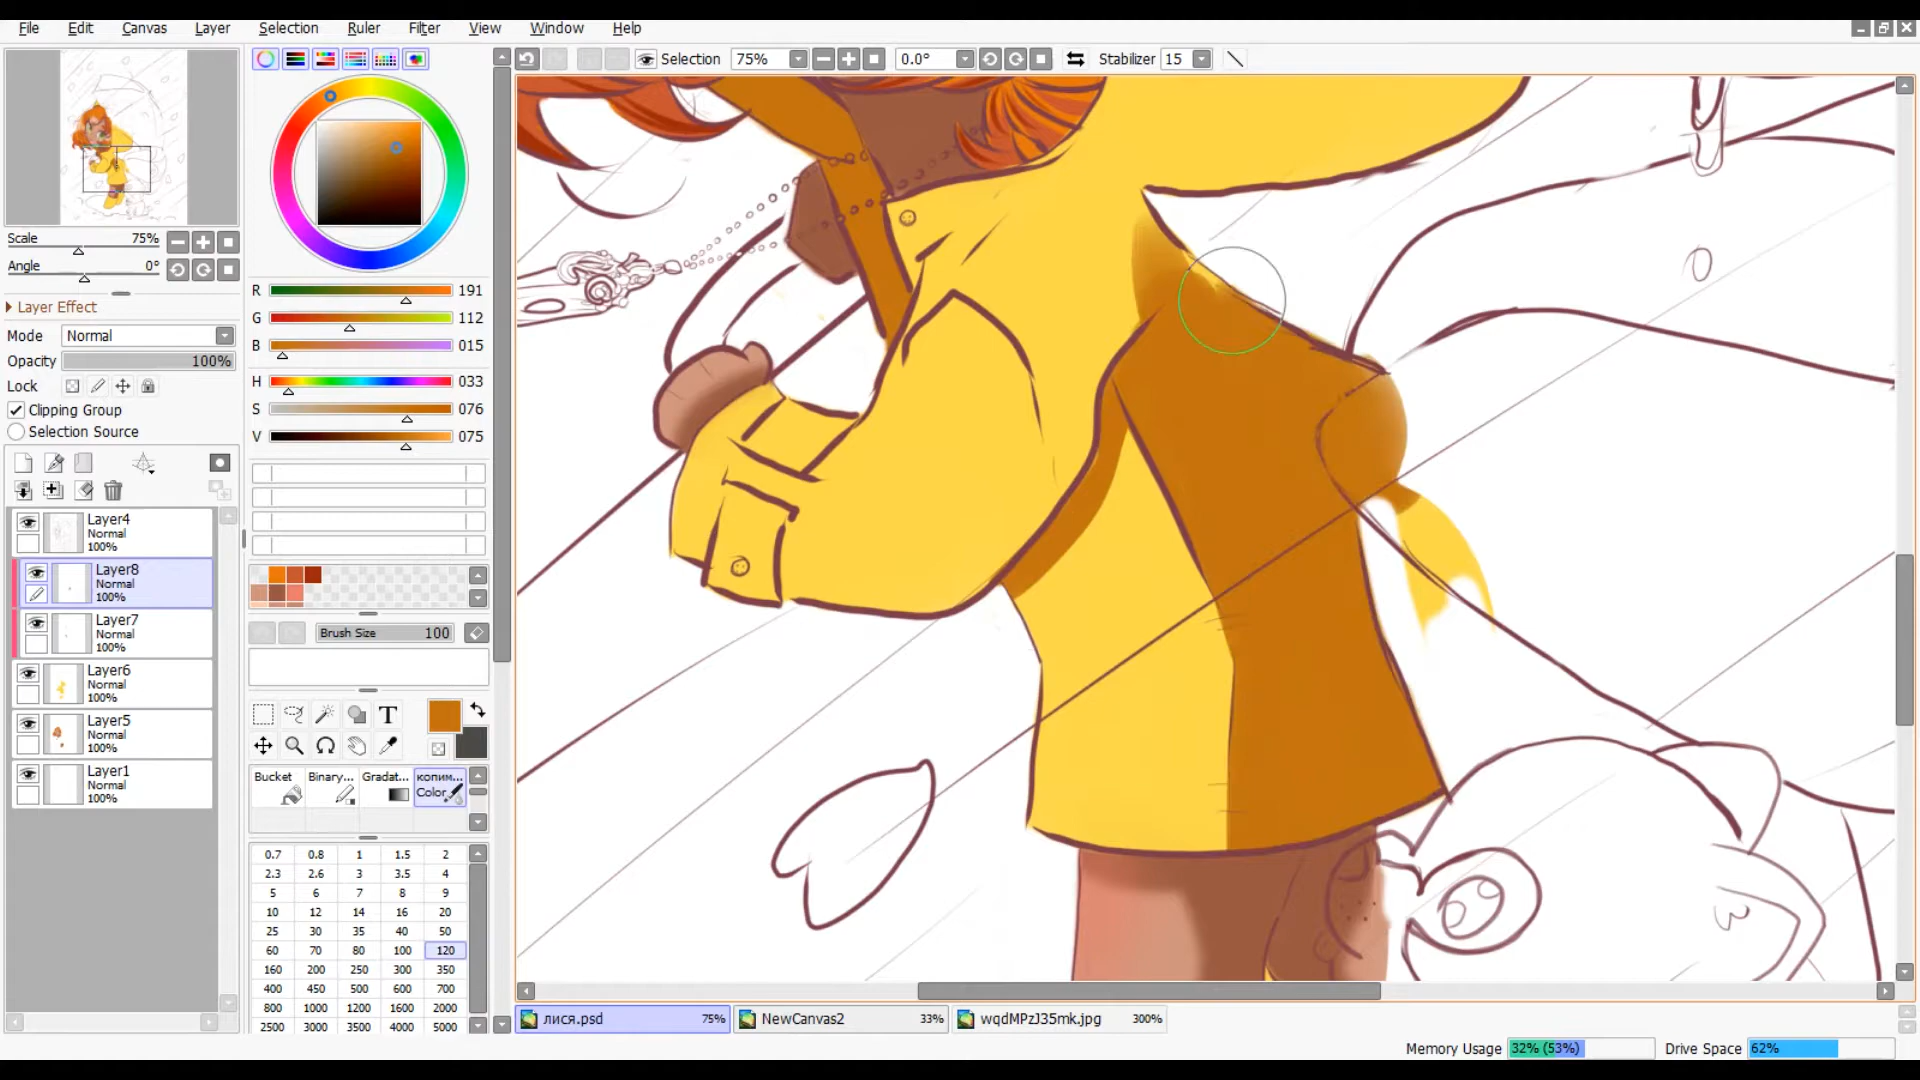 File Edit Canvas Layer Selection Ruler Filter View Window Help
Selection 75% 0.0° Stabilizer 15
Scale 75%
Angle 0°
Layer Effect
Mode Normal
Opacity 100%
Lock
Clipping Group
Selection Source
Layer4
Normal
100%
Layer8
Normal
100%
Layer7
Normal
100%
Layer6
Normal
100%
Layer5
Normal
100%
Layer1
Normal
100%
R 191
G 112
B 015
H 033
S 076
V 075
Brush Size 100
T
Bucket Binary... Gradat... копим...
Color
0.7 0.8 1 1.5 2
2.3 2.6 3 3.5 4
5 6 7 8 9
10 12 14 16 20
25 30 35 40 50
60 70 80 100 120
160 200 250 300 350
400 450 500 600 700
800 1000 1200 1600 2000
2500 3000 3500 4000 5000
лися.psd 75% NewCanvas2 33% wqdMPzJ35mk.jpg 300%
Memory Usage 32% (53%) Drive Space 62%